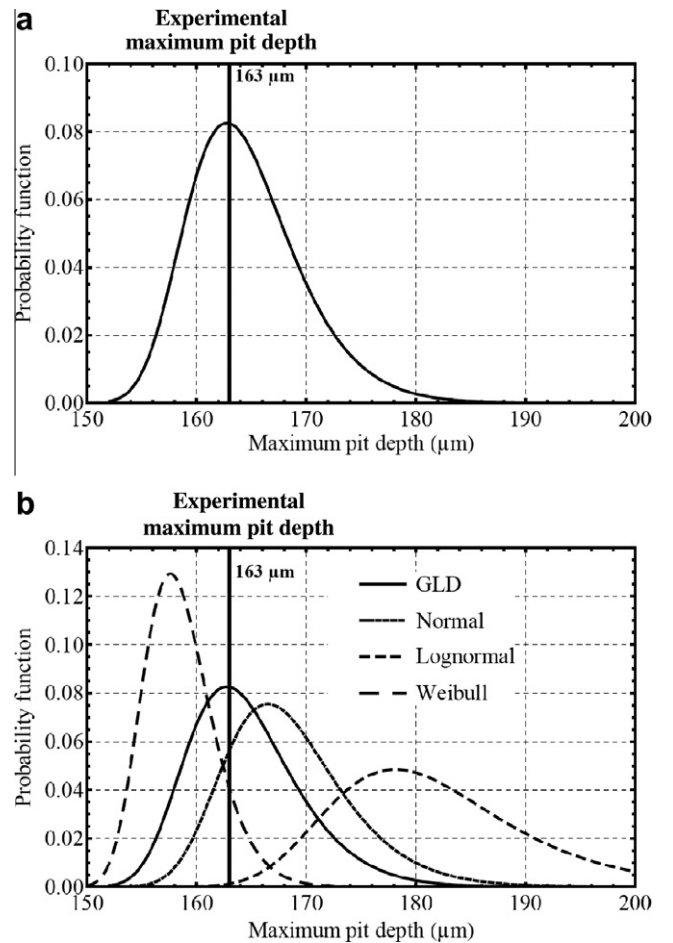 a
Experimental
maximum pit depth
163 µm
Probability function
0.10
0.08
0.06
0.04
0.02
0.00
150 160 170 180 190 200
Maximum pit depth (µm)
b
Experimental
maximum pit depth
163 µm
Probability function
0.14
0.12
0.10
0.08
0.06
0.04
0.02
0.00
GLD
Normal
Lognormal
Weibull
150 160 170 180 190 200
Maximum pit depth (µm)